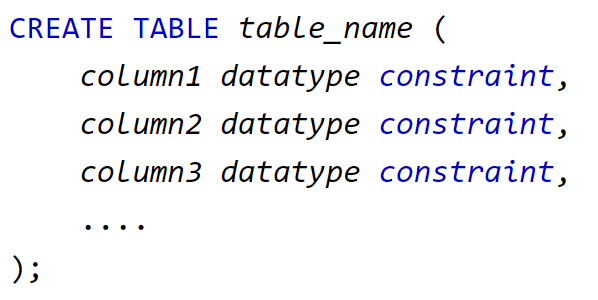 CREATE TABLE table_name (
    column1 datatype constraint,
    column2 datatype constraint,
    column3 datatype constraint,
    ....
);